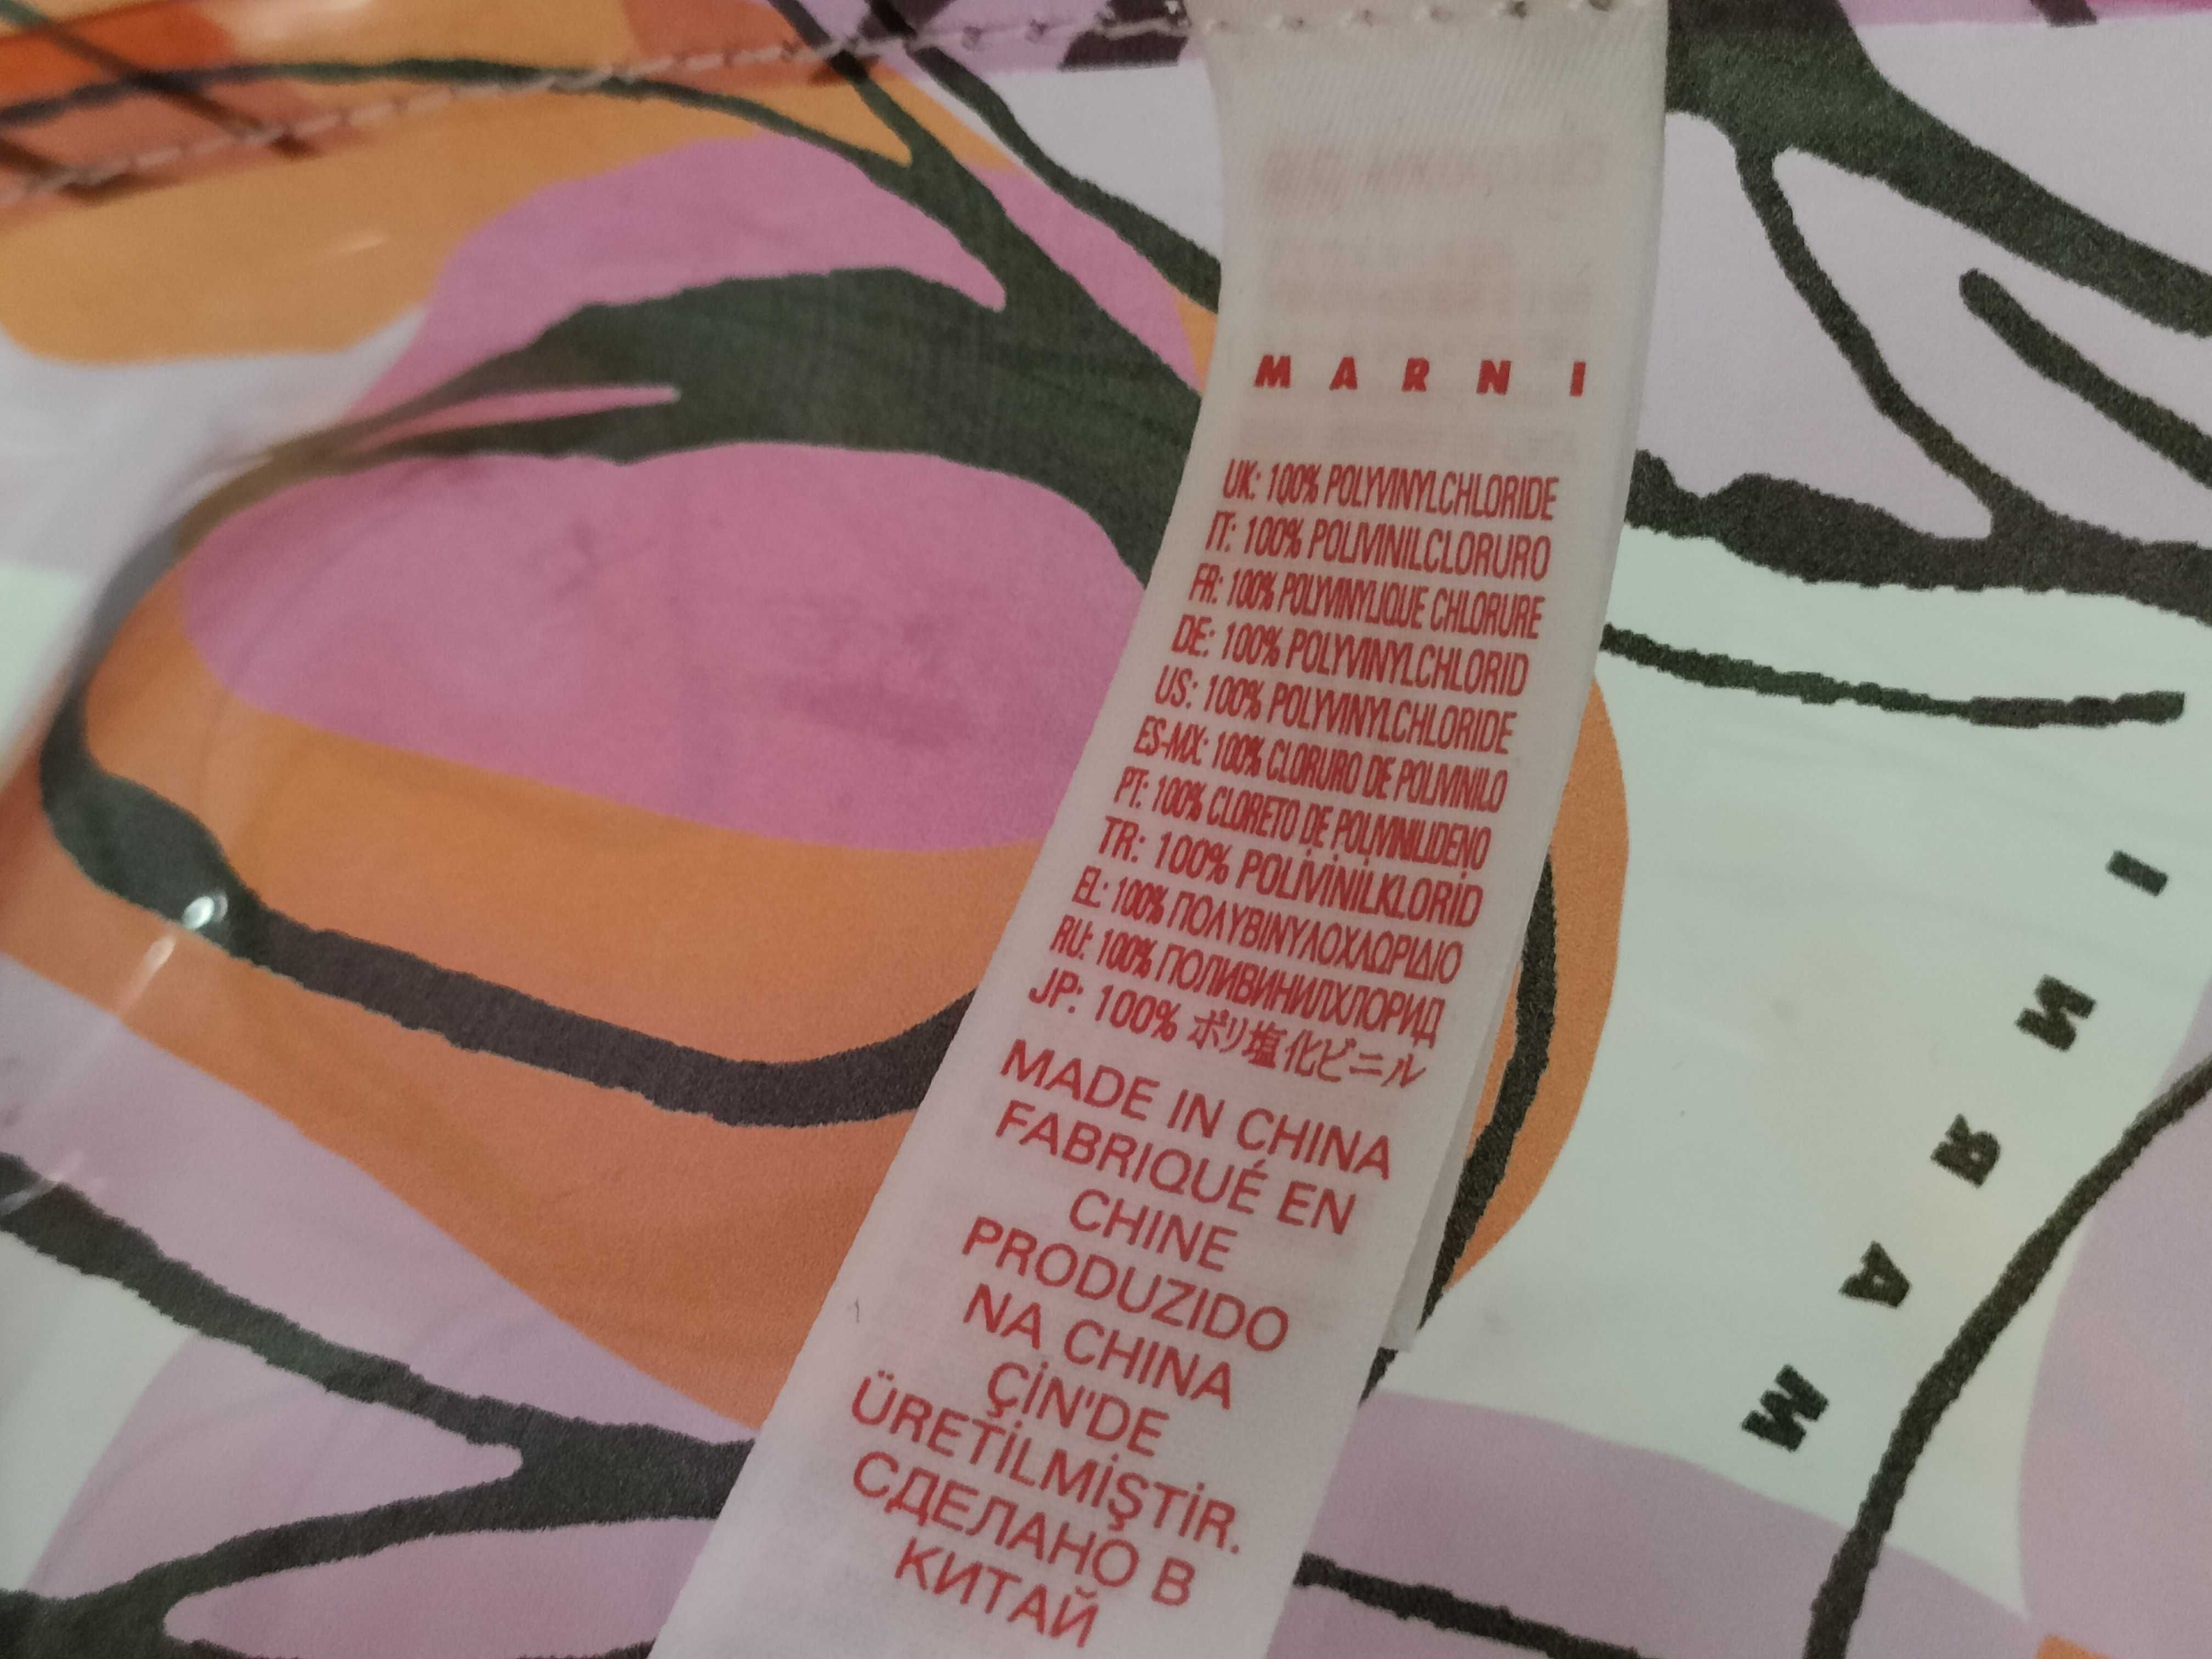 M A R N I
UK: 100% POLYVINYLCHLORIDE
IT: 100% POLIVINILCLORURO
FR: 100% POLYVINYLIQUE CHLORURE
DE: 100% POLYVINYLCHLORID
US: 100% POLYVINYLCHLORIDE
ES-MX: 100% CLORURO DE POLIVINILO
PT: 100% CLORETO DE POLIVINILIDENO
TR: 100% POLİVİNİLKLORİD
EL: 100% ΠΟΛΥΒΙΝΥΛΟΧΛΩΡΙΔΙΟ
RU: 100% ПОЛИВИНИЛХЛОРИД
JP: 100% ポリ塩化ビニル
MADE IN CHINA
FABRIQUÉ EN
CHINE
PRODUZIDO
NA CHINA
ÇİN'DE
ÜRETİLMİŞTİR.
СДЕЛАНО В
КИТАЙ
M A R N I